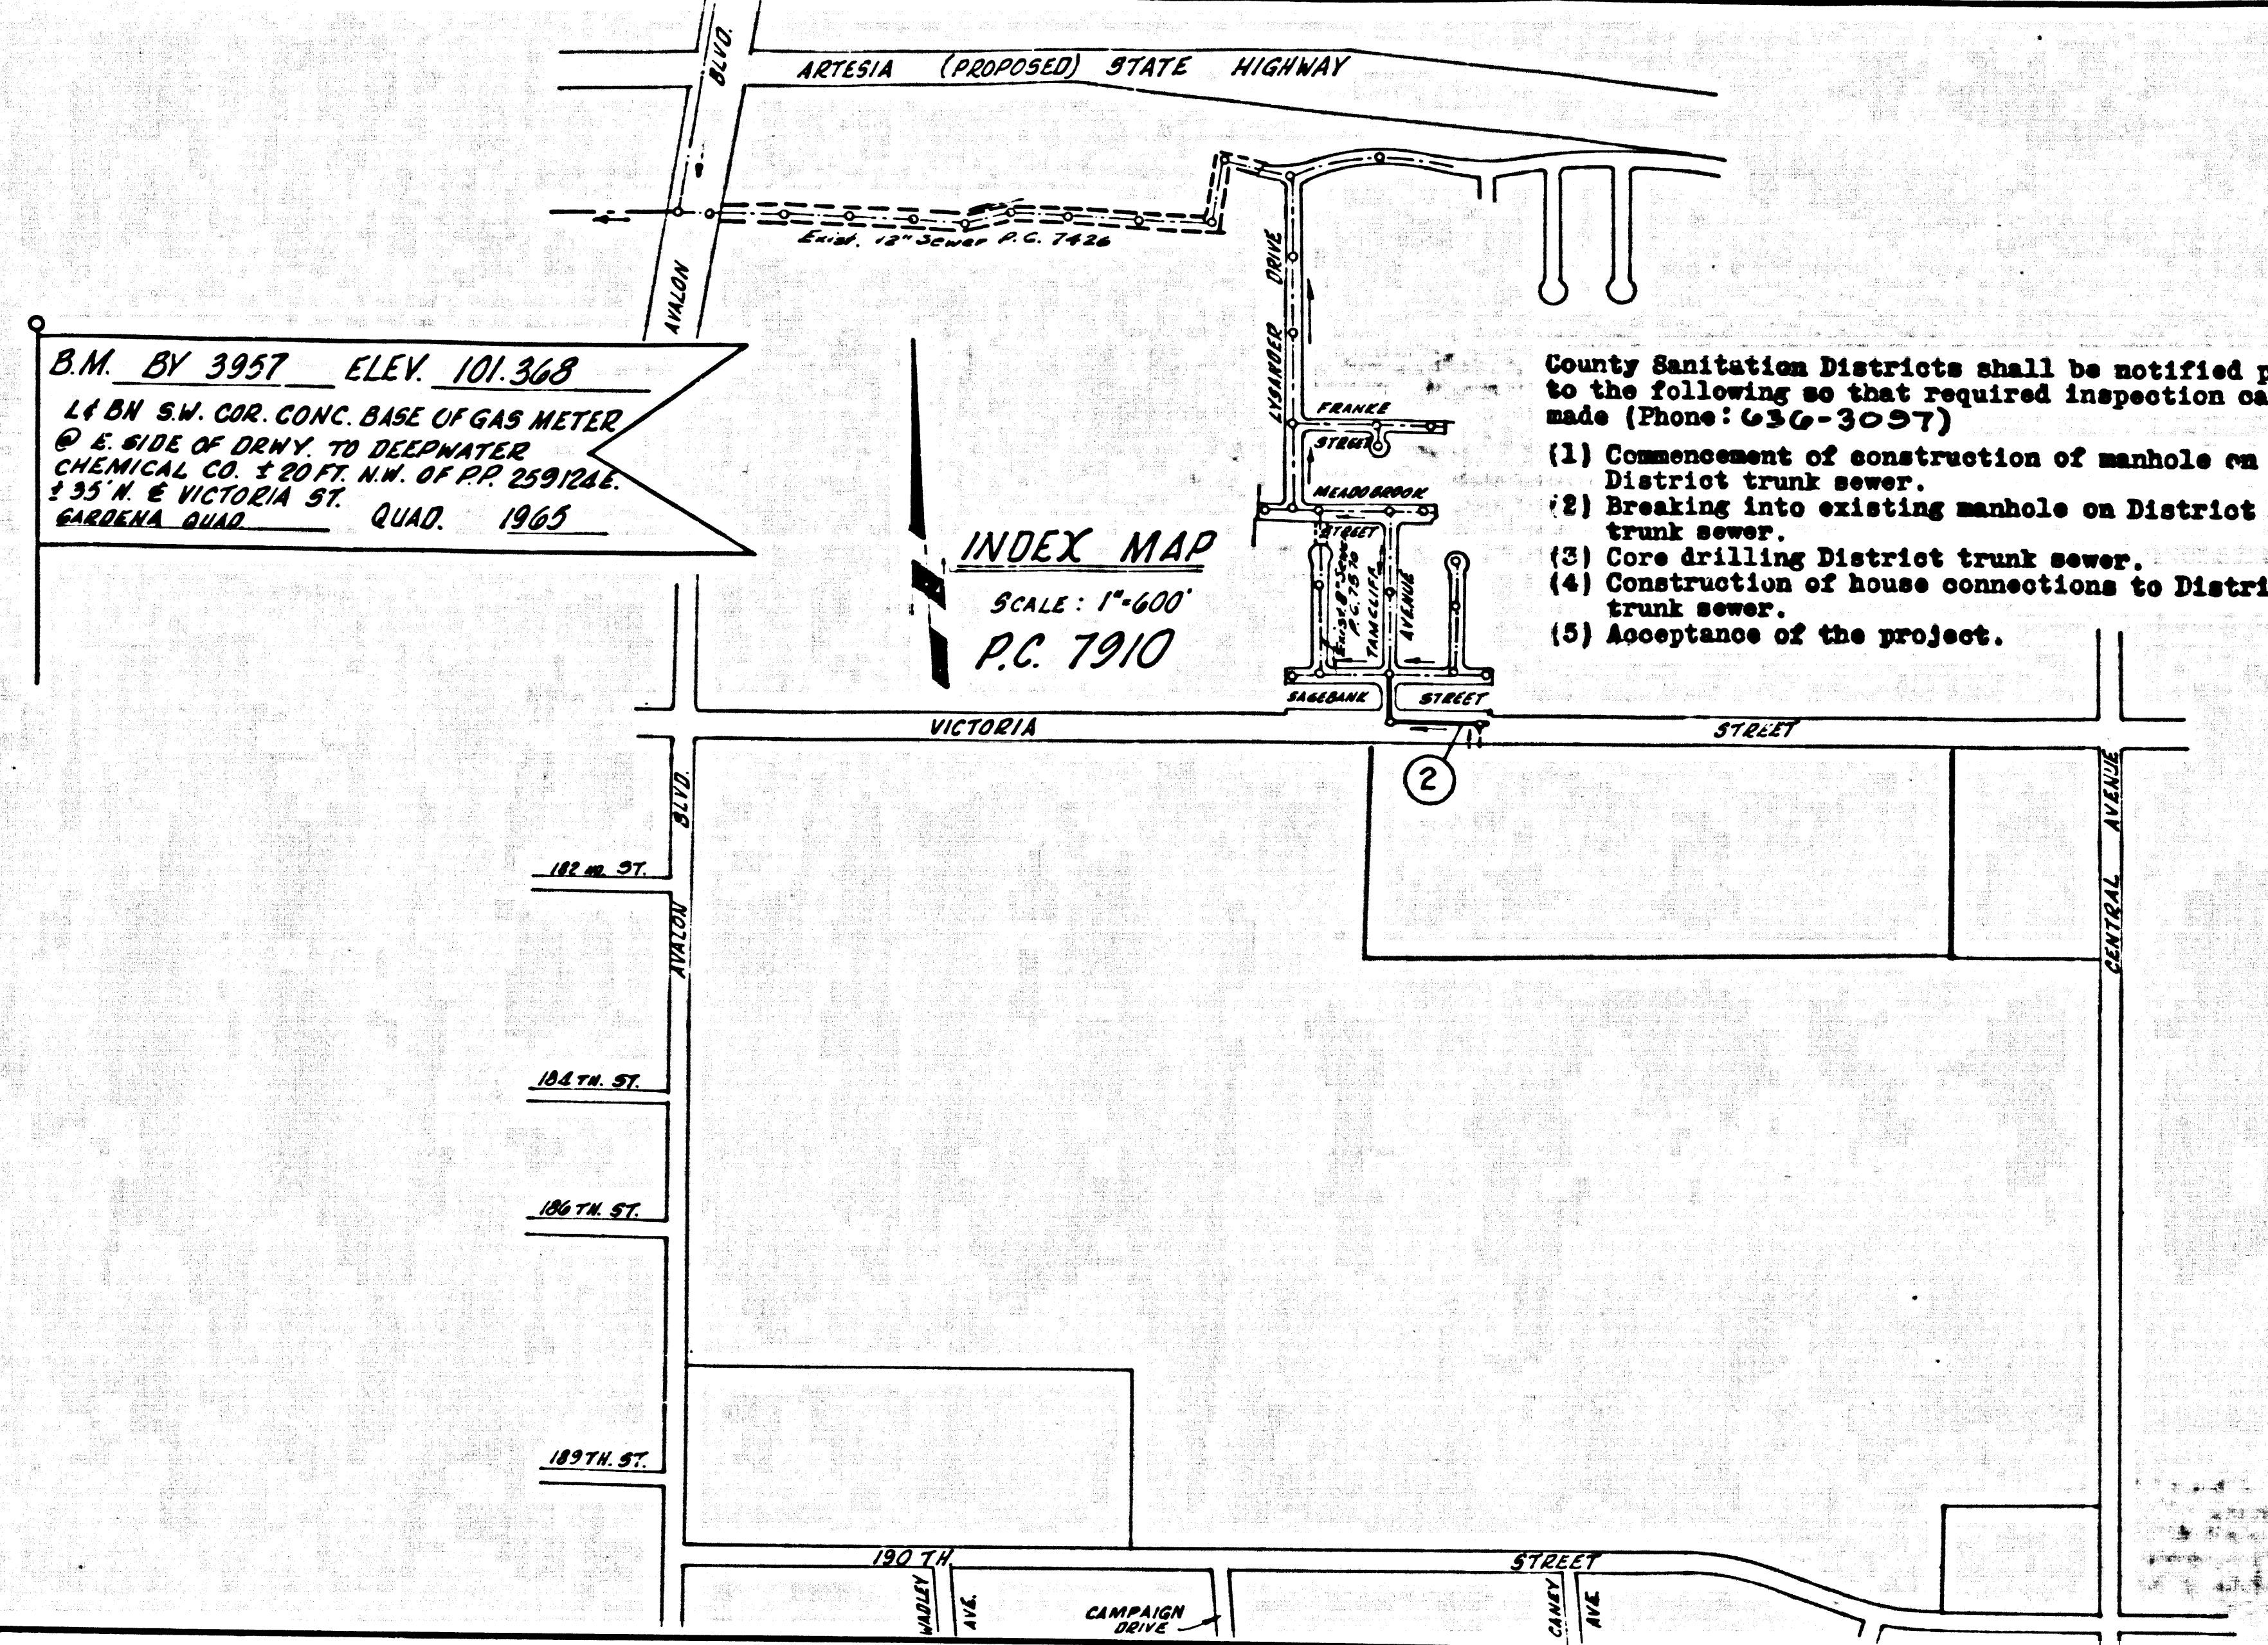 BLVD.
ARTESIA (PROPOSED) STATE HIGHWAY
Exist. 12" Sewer P.C. 7426
AVALON
LYSANDER DRIVE
B.M. BY 3957 ELEV. 101.368
L& BN S.W. COR. CONC. BASE OF GAS METER
@ E. SIDE OF DRWY. TO DEEPWATER
CHEMICAL CO. ± 20 FT. N.W. OF P.P. 259124E.
± 35' N. ₵ VICTORIA ST.
GARDENA QUAD QUAD. 1965
County Sanitation Districts shall be notified
to the following so that required inspection
made (Phone: 636-3097)
(1) Commencement of construction of manhole on
District trunk sewer.
(2) Breaking into existing manhole on District
trunk sewer.
(3) Core drilling District trunk sewer.
(4) Construction of house connections to
trunk sewer.
(5) Acceptance of the project.
FRANKE
STREET
MEADOBROOK
STREET
Exist. 8" Sewer
P.C. 7570
TAMCLIFF
AVENUE
INDEX MAP
SCALE: 1"=600'
P.C. 7910
SAGEBANK STREET
VICTORIA STREET
2
BLVD.
AVALON
182 ND. ST.
184 TH. ST.
186 TH. ST.
189 TH. ST.
CENTRAL AVENUE
190 TH. STREET
WADLEY
AVE.
CAMPAIGN
DRIVE
CANEY
AVE.